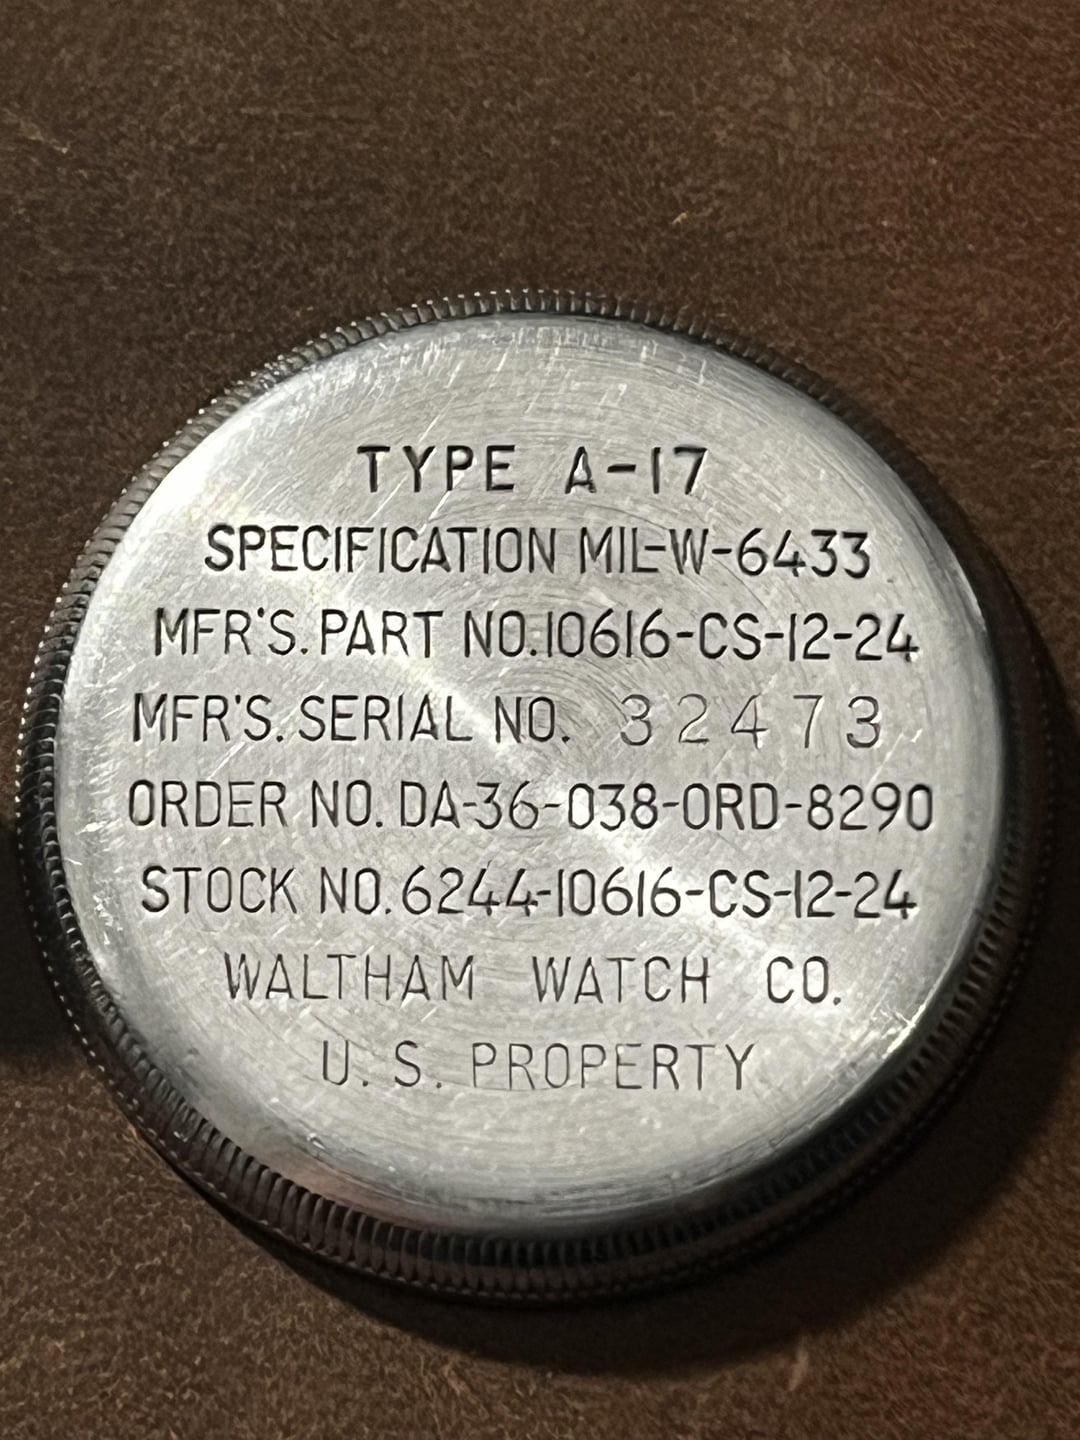 TYPE A-17
SPECIFICATION MIL-W-6433
MFR'S. PART NO. 10616-CS-12-24
MFR'S. SERIAL NO. 32473
ORDER NO. DA-36-038-ORD-8290
STOCK NO. 6244-10616-CS-12-24
WALTHAM WATCH CO.
U. S. PROPERTY